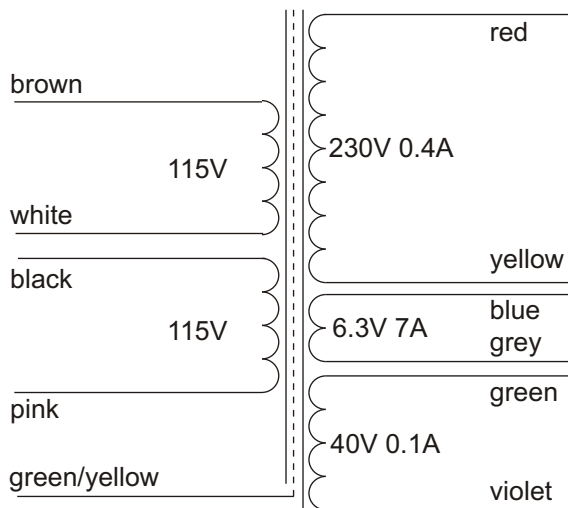 red
brown
115V
230V 0.4A
white
yellow
black
blue
115V
6.3V 7A
grey
green
pink
40V 0.1A
green/yellow
violet